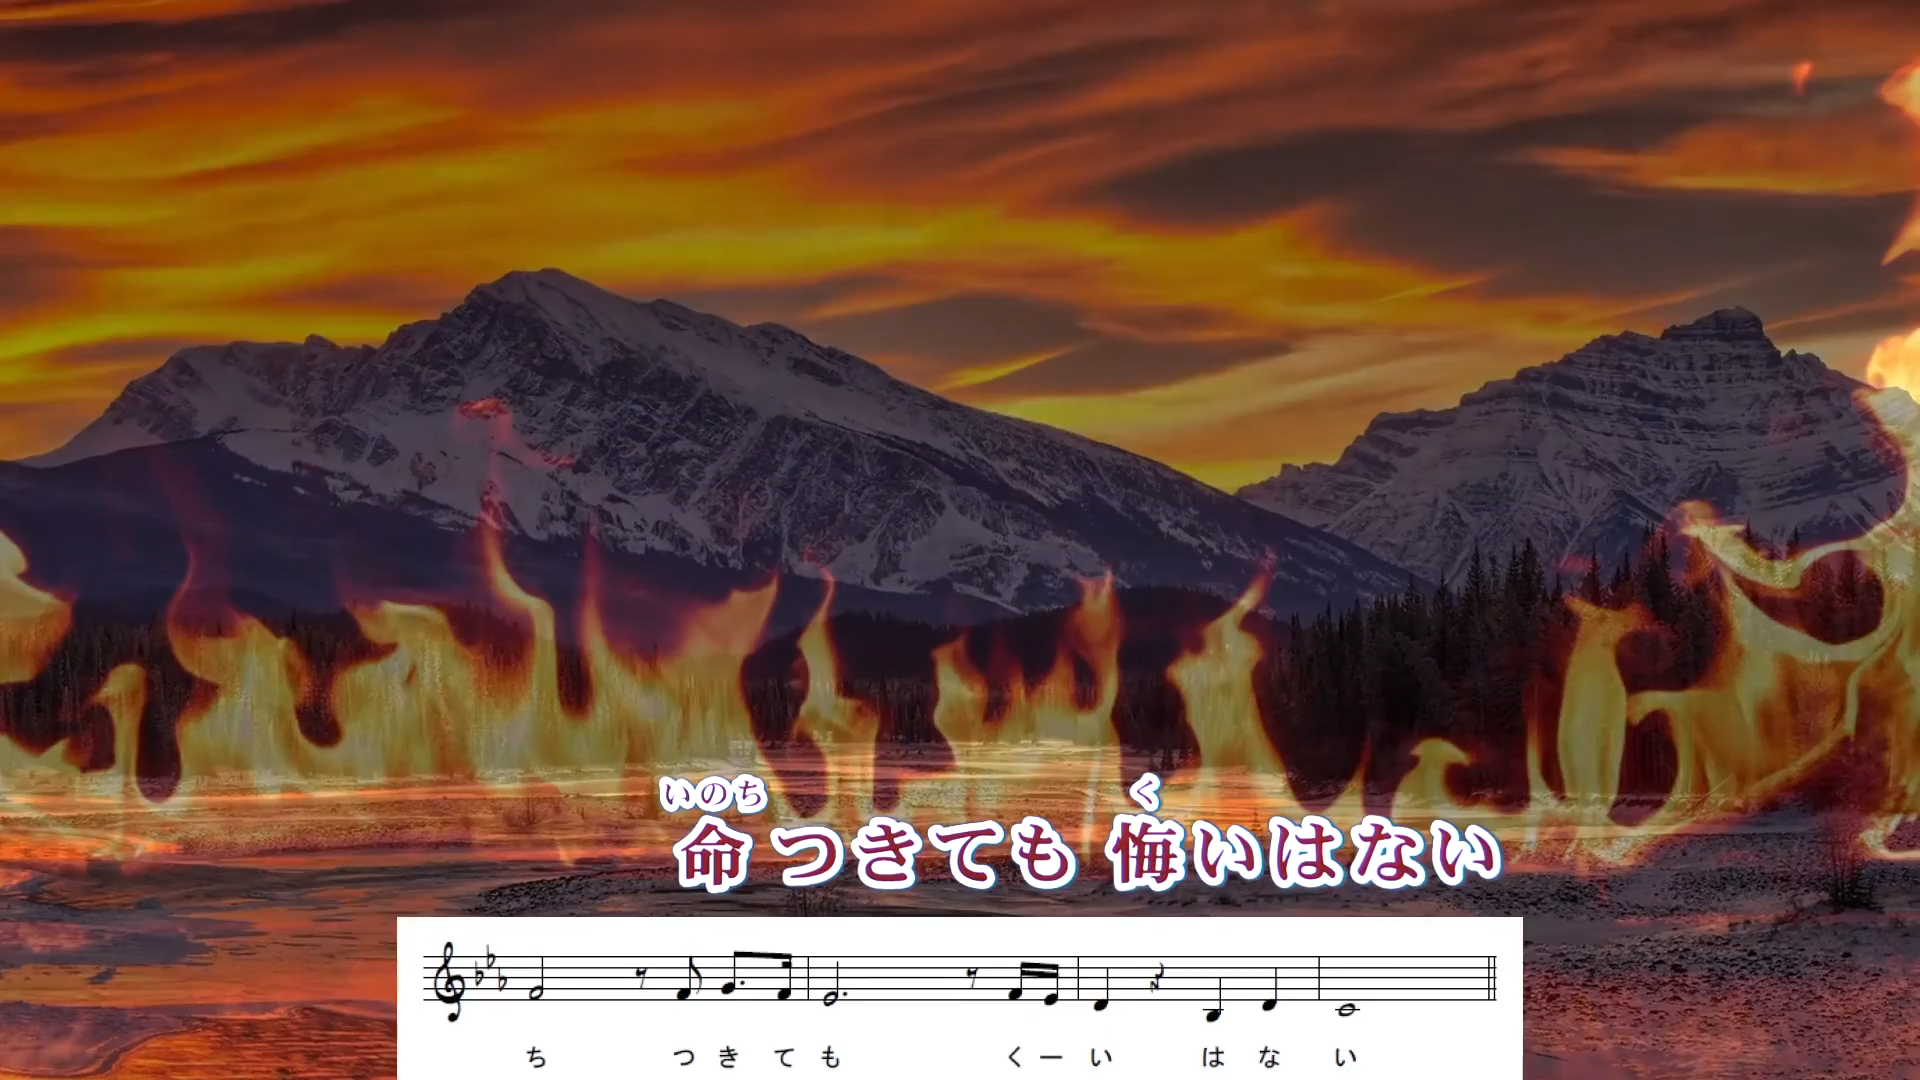 いのち く
命つきても 悔いはない
ち つ き て も く ー い は な い